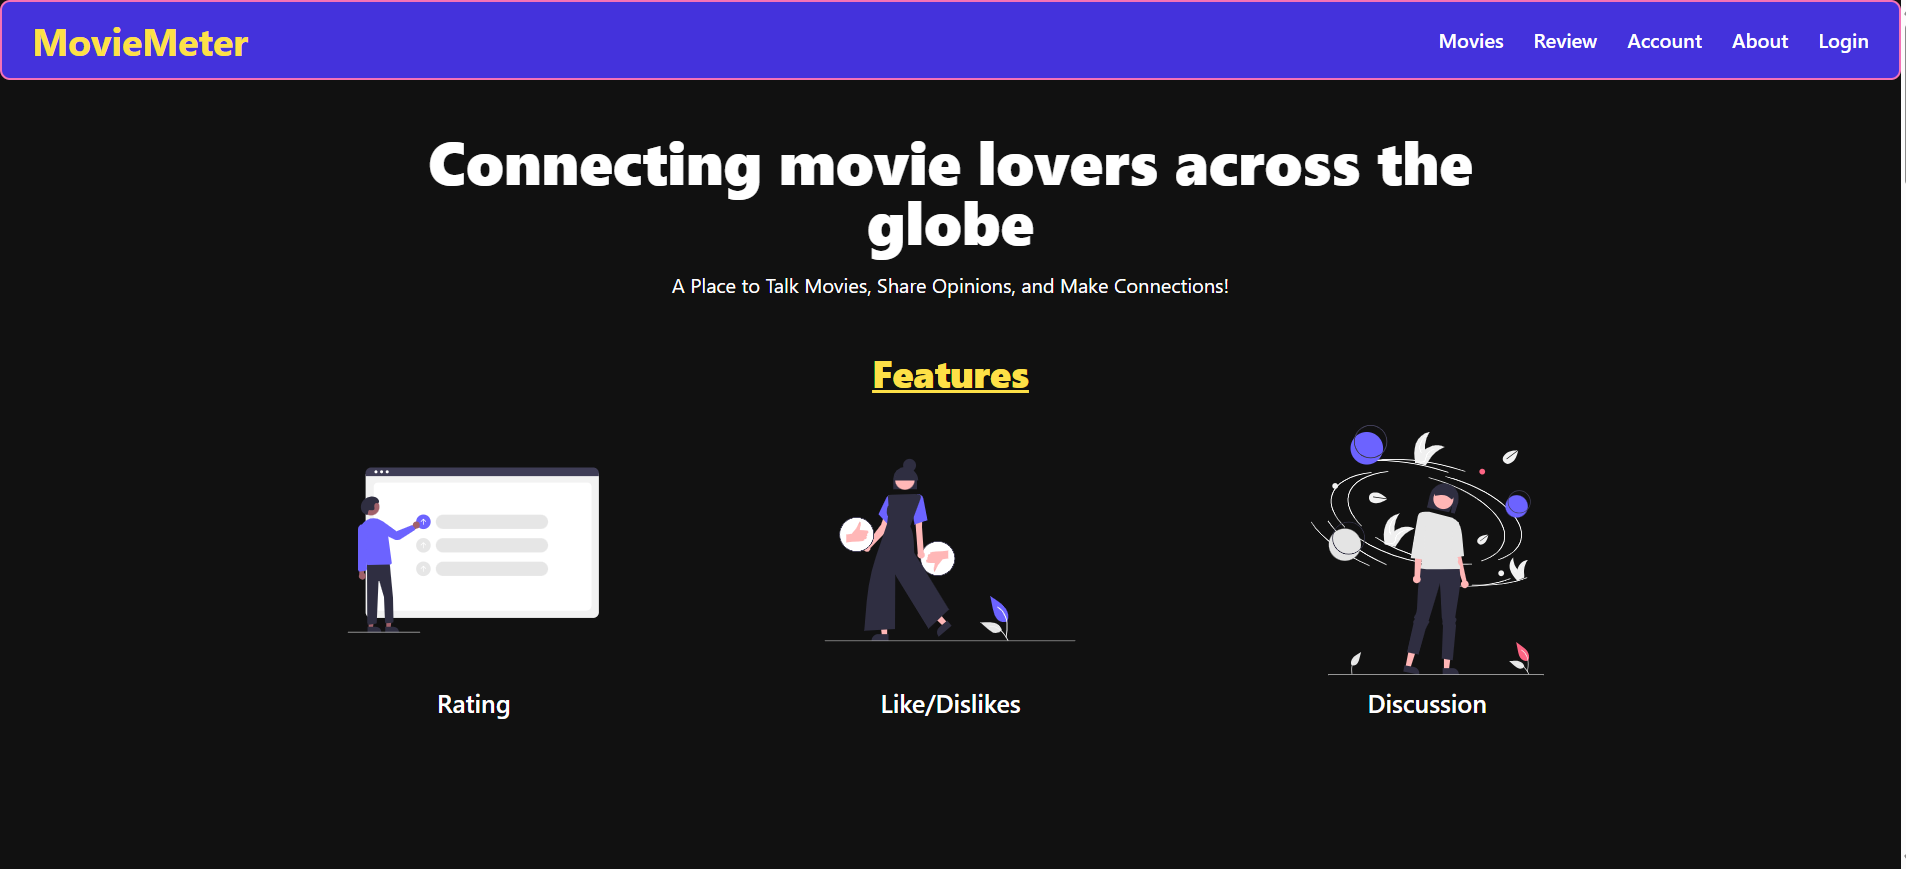 MovieMeter
Movies Review Account About Login
Connecting movie lovers across the
globe
A Place to Talk Movies, Share Opinions, and Make Connections!
Features
Rating
Like/Dislikes
Discussion